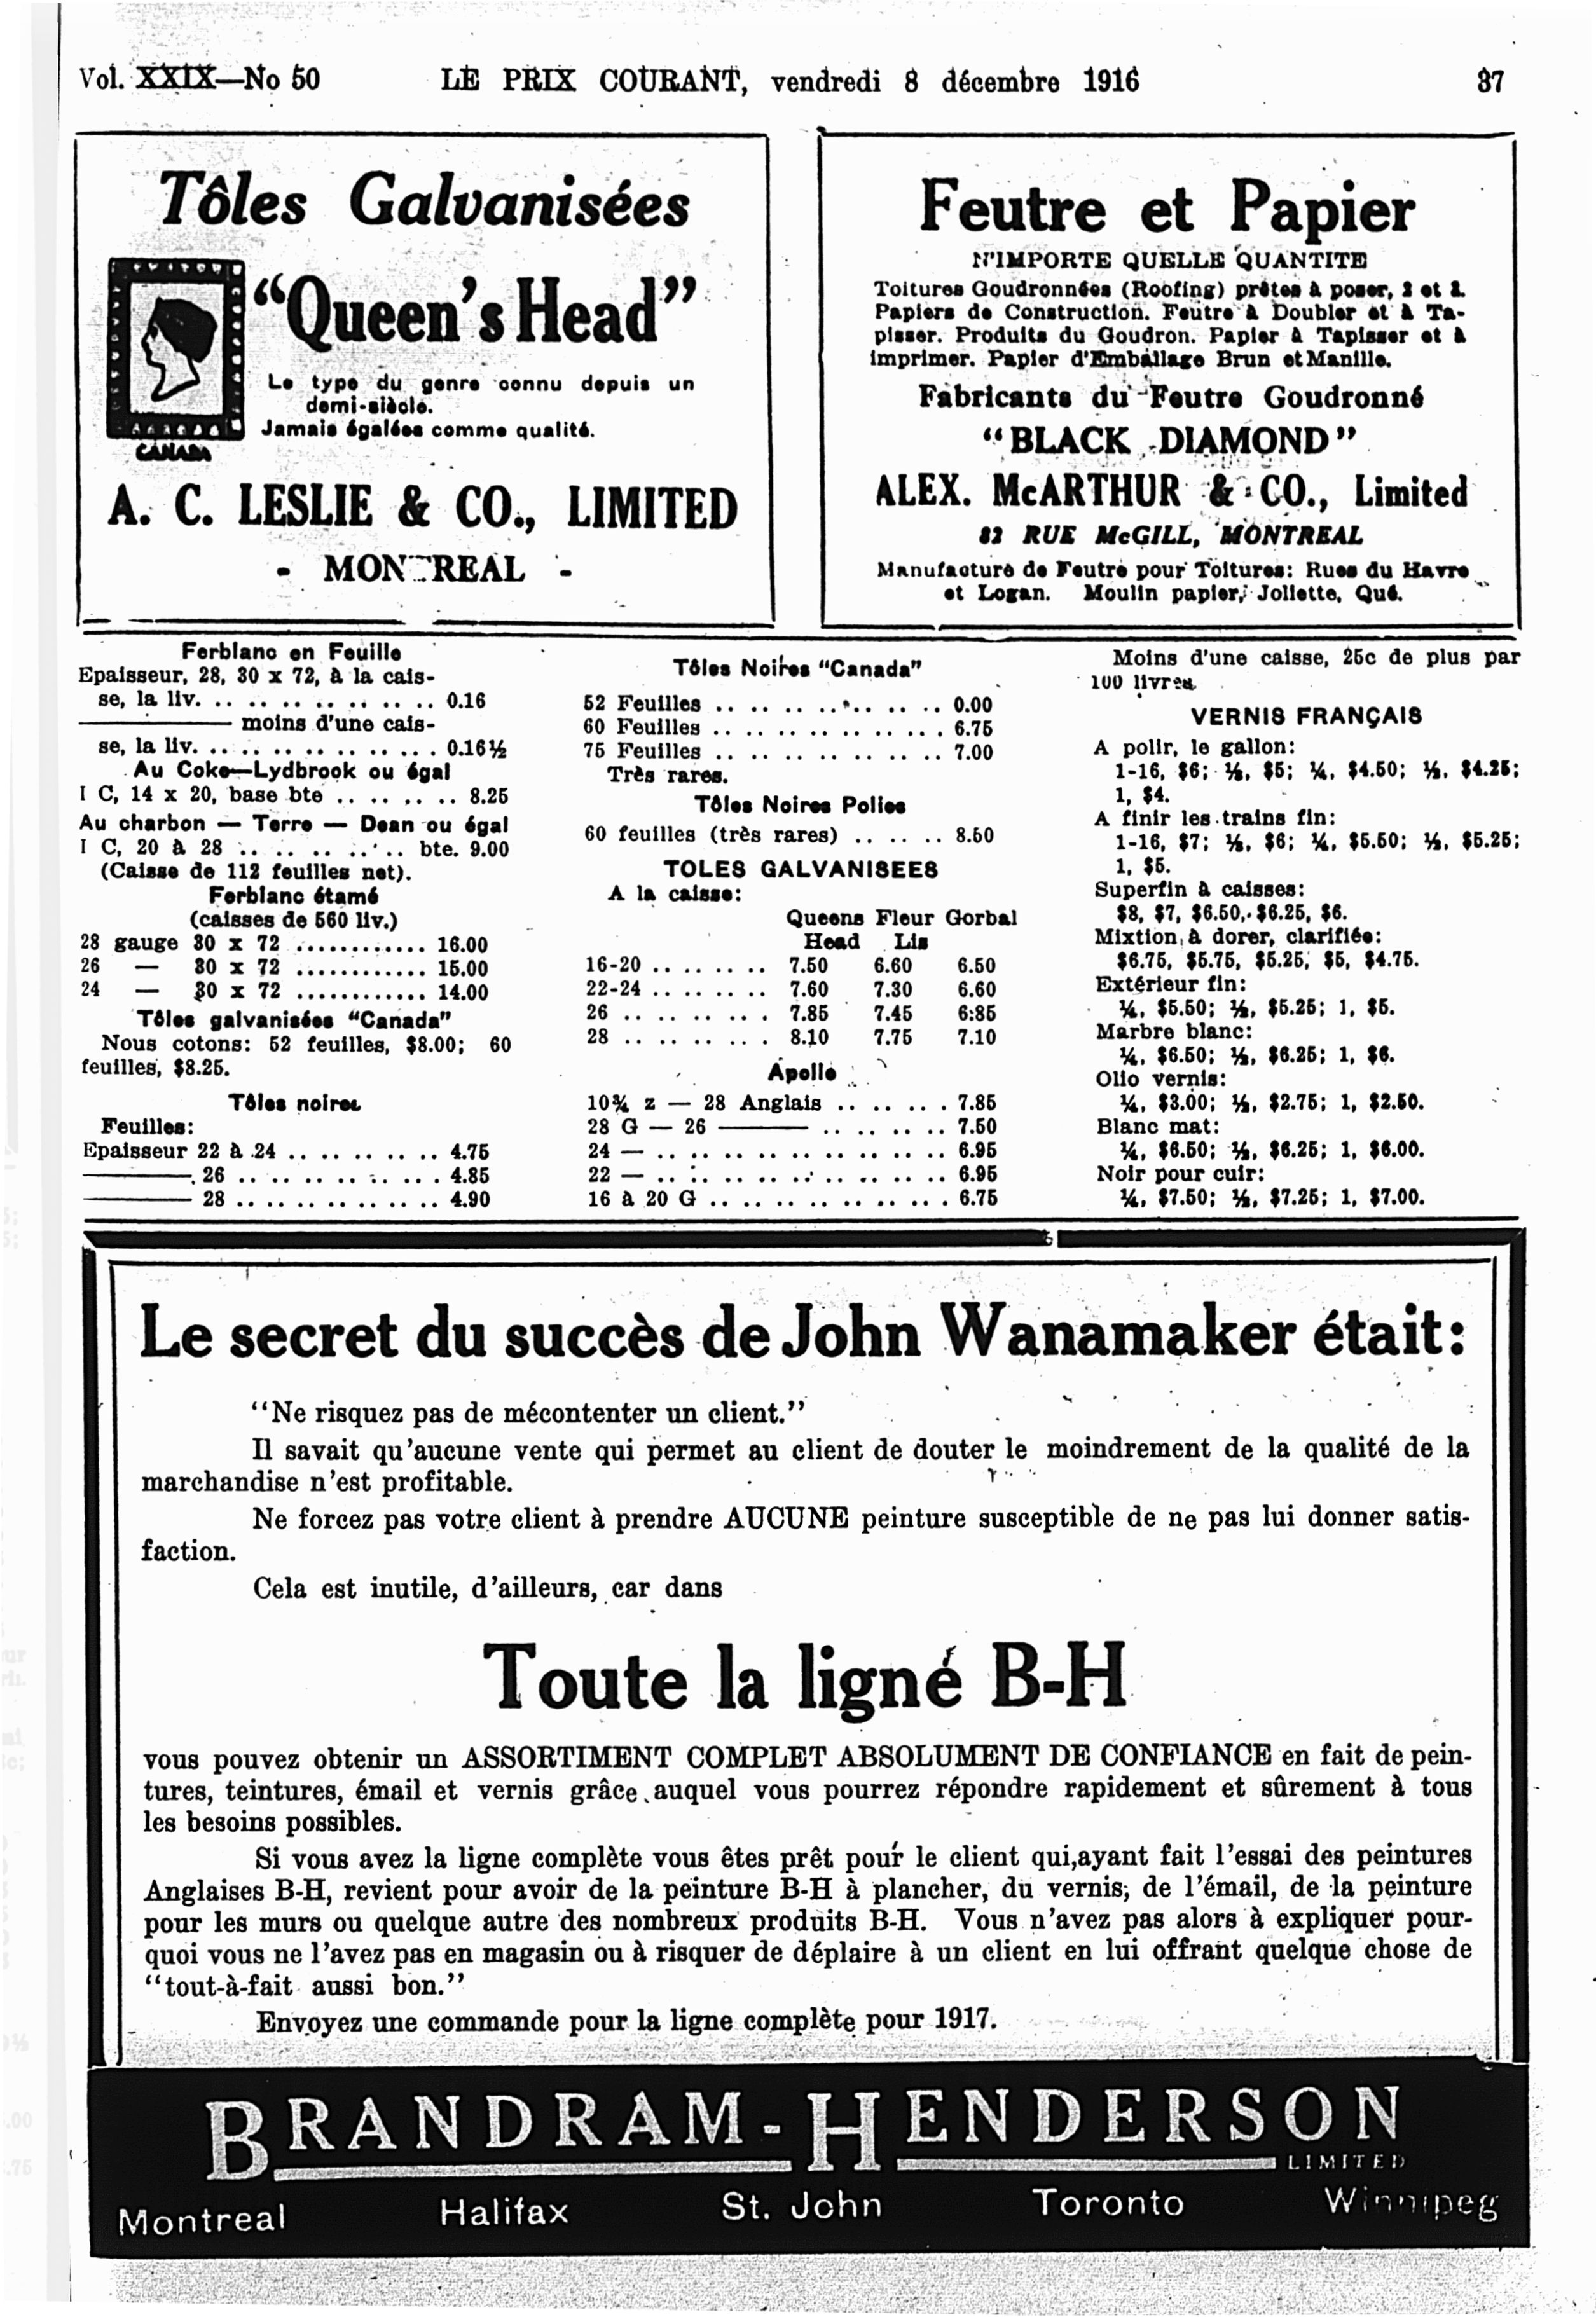 Vol. XXIX—No 50 LE PRIX COURANT, vendredi 8 décembre 1916 37
Tôles Galvanisées
"Queen's Head"
Le type du genre connu depuis un
demi-siècle.
Jamais égalées comme qualité.
CANADA
A. C. LESLIE & CO., LIMITED
- MONTREAL -
Feutre et Papier
N'IMPORTE QUELLE QUANTITE
Toitures Goudronnées (Roofing) prêtes à poser, 2 et 3.
Papiers de Construction. Feutre à Doubler et à Ta-
pisser. Produits du Goudron. Papier à Tapisser et à
imprimer. Papier d'Emballage Brun et Manille.
Fabricants du Feutre Goudronné
"BLACK DIAMOND"
ALEX. McARTHUR & CO., Limited
82 RUE McGILL, MONTREAL
Manufacture de Feutre pour Toitures: Rues du Havre
et Logan. Moulin papier, Joliette, Qué.
Ferblanc en Feuille
Epaisseur, 28, 30 x 72, à la cais-
se, la liv. .. .. .. .. .. .. .. 0.16
———— moins d'une cais-
se, la liv. .. .. .. .. .. .. .. 0.16½
Au Coke—Lydbrook ou égal
I C, 14 x 20, base bte .. .. .. .. 8.25
Au charbon — Terre — Dean ou égal
I C, 20 à 28 .. .. .. .. .. bte. 9.00
(Caisse de 112 feuilles net).
Ferblanc étamé
(caisses de 560 liv.)
28 gauge 30 x 72 ............ 16.00
26 — 30 x 72 ............ 15.00
24 — 30 x 72 ............ 14.00
Tôles galvanisées "Canada"
Nous cotons: 52 feuilles, $8.00; 60
feuilles, $8.25.
Tôles noires
Feuilles:
Epaisseur 22 à 24 .. .. .. .. .. 4.75
———— 26 .. .. .. .. .. .. .. 4.85
———— 28 .. .. .. .. .. .. .. 4.90
Tôles Noires "Canada"
52 Feuilles .. .. .. .. .. .. .. 0.00
60 Feuilles .. .. .. .. .. .. .. 6.75
75 Feuilles .. .. .. .. .. .. .. 7.00
Très rares.
Tôles Noires Polies
60 feuilles (très rares) .. .. .. 8.50
TOLES GALVANISEES
A la caisse:
Queens Fleur Gorbal
Head Lis
16-20 .. .. .. .. 7.50 6.60 6.50
22-24 .. .. .. .. 7.60 7.30 6.60
26 .. .. .. .. .. 7.85 7.45 6:85
28 .. .. .. .. .. 8.10 7.75 7.10
Apollo
10¾ z — 28 Anglais .. .. .. .. 7.85
28 G — 26 ———— .. .. .. .. 7.50
24 — .. .. .. .. .. .. .. .. .. 6.95
22 — .. .. .. .. .. .. .. .. .. 6.95
16 à 20 G .. .. .. .. .. .. .. 6.75
Moins d'une caisse, 25c de plus par
100 livres.
VERNIS FRANÇAIS
A polir, le gallon:
1-16, $6; ⅛, $5; ¼, $4.50; ½, $4.25;
1, $4.
A finir les trains fin:
1-16, $7; ⅛, $6; ¼, $5.50; ½, $5.25;
1, $5.
Superfin à caisses:
$8, $7, $6.50, $6.25, $6.
Mixtion à dorer, clarifiée:
$6.75, $5.75, $5.25, $5, $4.75.
Extérieur fin:
¼, $5.50; ½, $5.25; 1, $5.
Marbre blanc:
¼, $6.50; ½, $6.25; 1, $6.
Olio vernis:
¼, $3.00; ½, $2.75; 1, $2.50.
Blanc mat:
¼, $6.50; ½, $6.25; 1, $6.00.
Noir pour cuir:
¼, $7.50; ½, $7.25; 1, $7.00.
Le secret du succès de John Wanamaker était:
"Ne risquez pas de mécontenter un client."
Il savait qu'aucune vente qui permet au client de douter le moindrement de la qualité de la
marchandise n'est profitable.
Ne forcez pas votre client à prendre AUCUNE peinture susceptible de ne pas lui donner satis-
faction.
Cela est inutile, d'ailleurs, car dans
Toute la ligne B-H
vous pouvez obtenir un ASSORTIMENT COMPLET ABSOLUMENT DE CONFIANCE en fait de pein-
tures, teintures, émail et vernis grâce auquel vous pourrez répondre rapidement et sûrement à tous
les besoins possibles.
Si vous avez la ligne complète vous êtes prêt pour le client qui,ayant fait l'essai des peintures
Anglaises B-H, revient pour avoir de la peinture B-H à plancher, du vernis, de l'émail, de la peinture
pour les murs ou quelque autre des nombreux produits B-H. Vous n'avez pas alors à expliquer pour-
quoi vous ne l'avez pas en magasin ou à risquer de déplaire à un client en lui offrant quelque chose de
"tout-à-fait aussi bon."
Envoyez une commande pour la ligne complète pour 1917.
BRANDRAM-HENDERSON
LIMITED
Montreal Halifax St. John Toronto Winnipeg